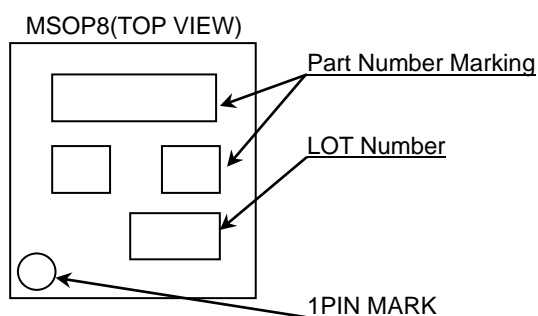 MSOP8(TOP VIEW)
Part Number Marking
LOT Number
1PIN MARK